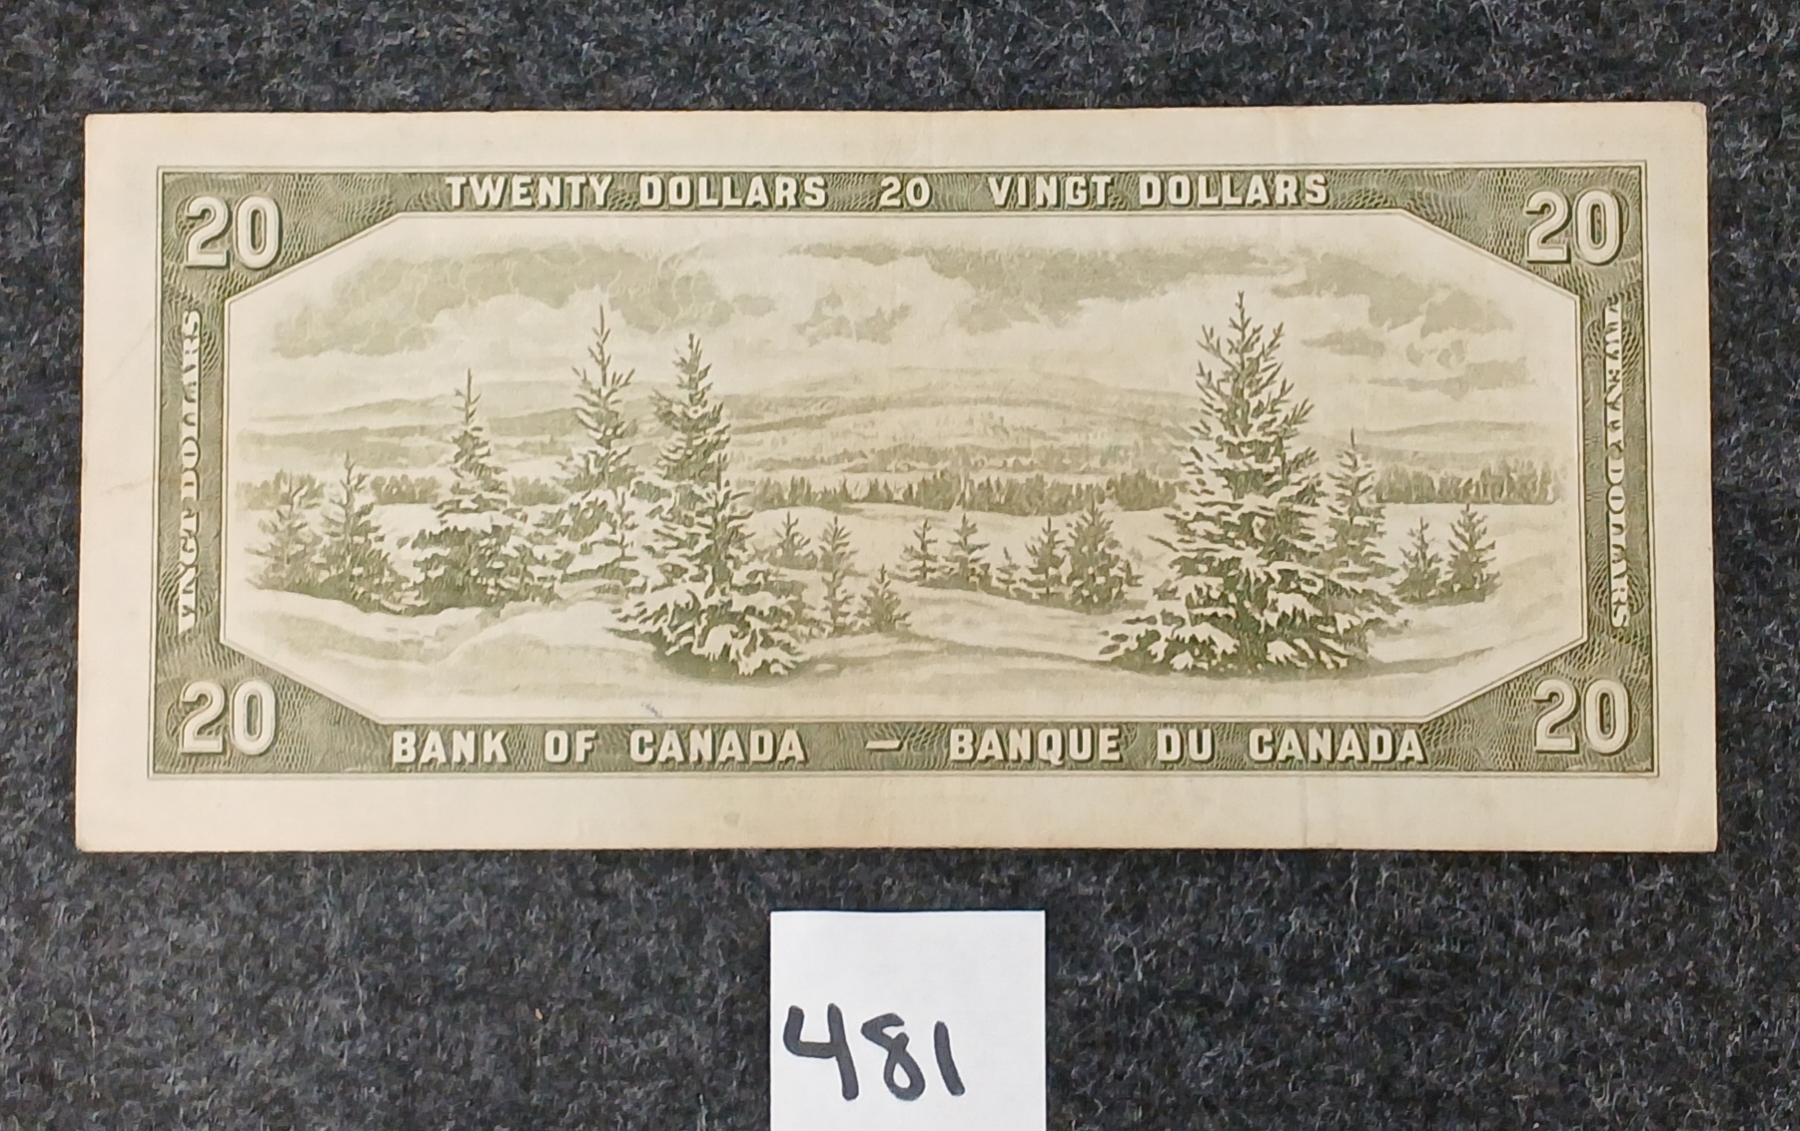 TWENTY DOLLARS 20 VINGT DOLLARS
20
20
VINGT DOLLARS
TWENTY DOLLARS
20
20
BANK OF CANADA — BANQUE DU CANADA
481